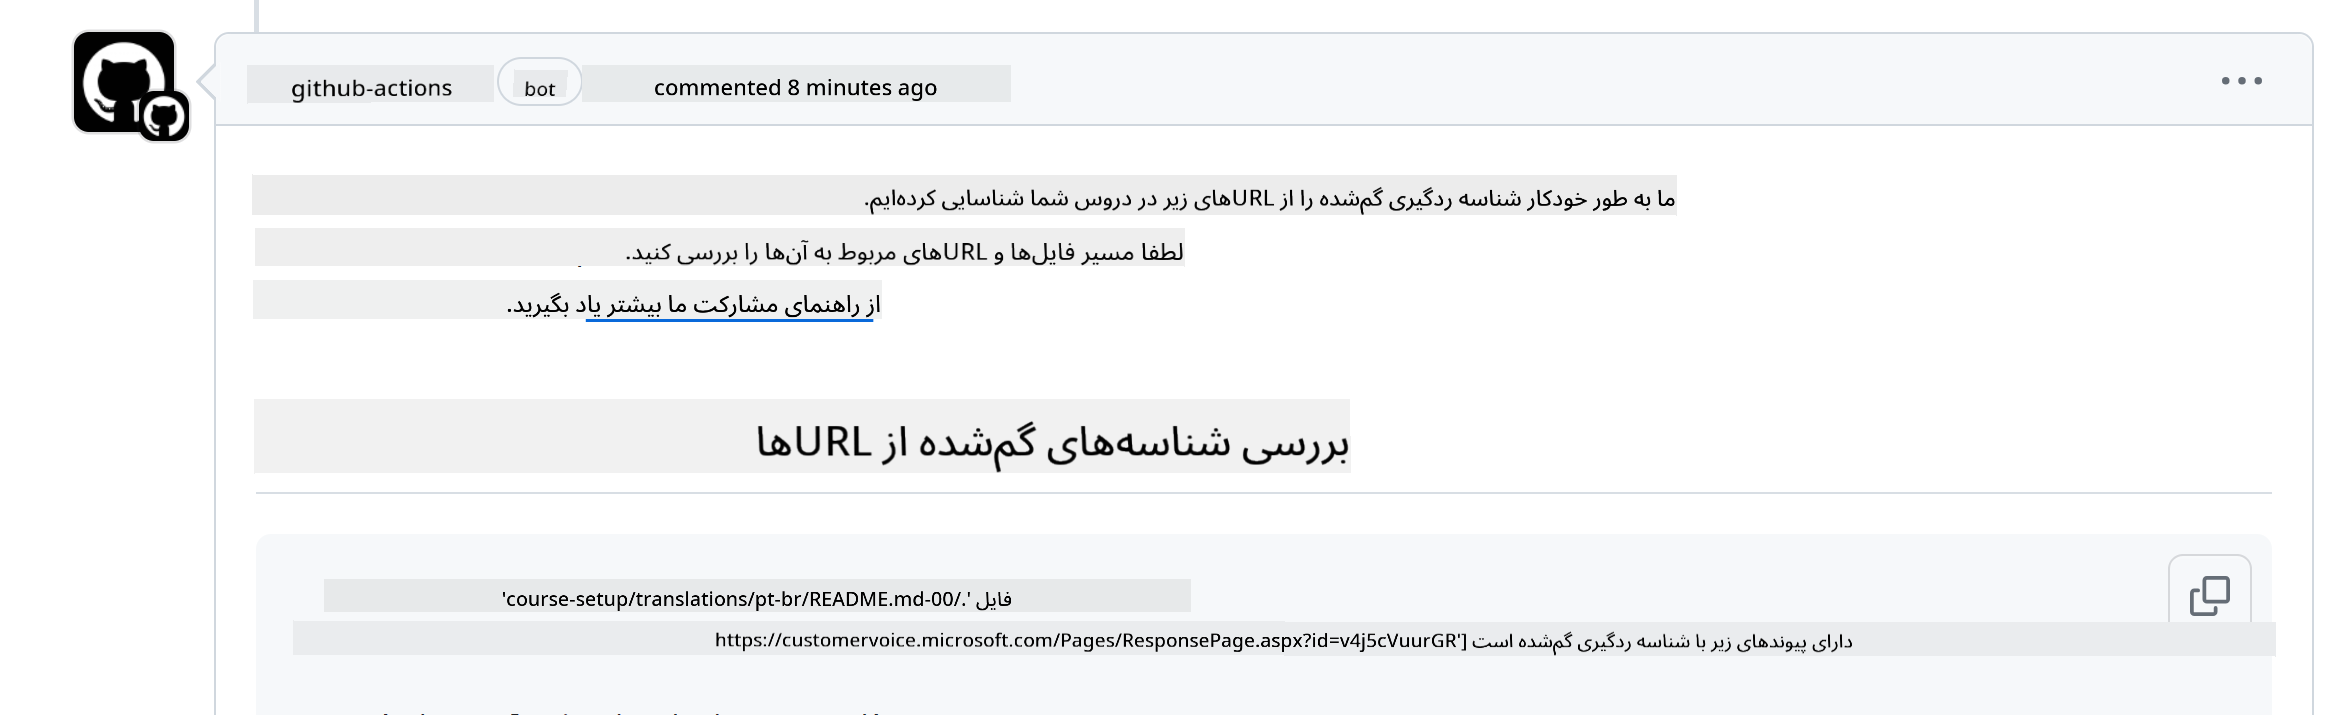 github-actions bot commented 8 minutes ago
ما به طور خودکار شناسه ردگیری گم‌شده را از URLهای زیر در دروس شما شناسایی کرده‌ایم.
لطفا مسیر فایل‌ها و URLهای مربوط به آن‌ها را بررسی کنید.
از راهنمای مشارکت ما بیشتر یاد بگیرید.
بررسی شناسه‌های گم‌شده از URLها
فایل './00-course-setup/translations/pt-br/README.md'
دارای پیوندهای زیر با شناسه ردگیری گم‌شده است ['https://customervoice.microsoft.com/Pages/ResponsePage.aspx?id=v4j5cVuurGR